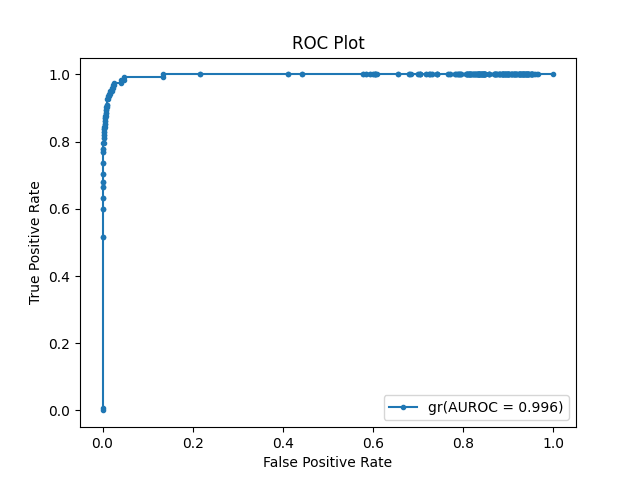 ROC Plot
True Positive Rate
1.0
0.8
0.6
0.4
0.2
0.0
gr(AUROC = 0.996)
0.0 0.2 0.4 0.6 0.8 1.0
False Positive Rate